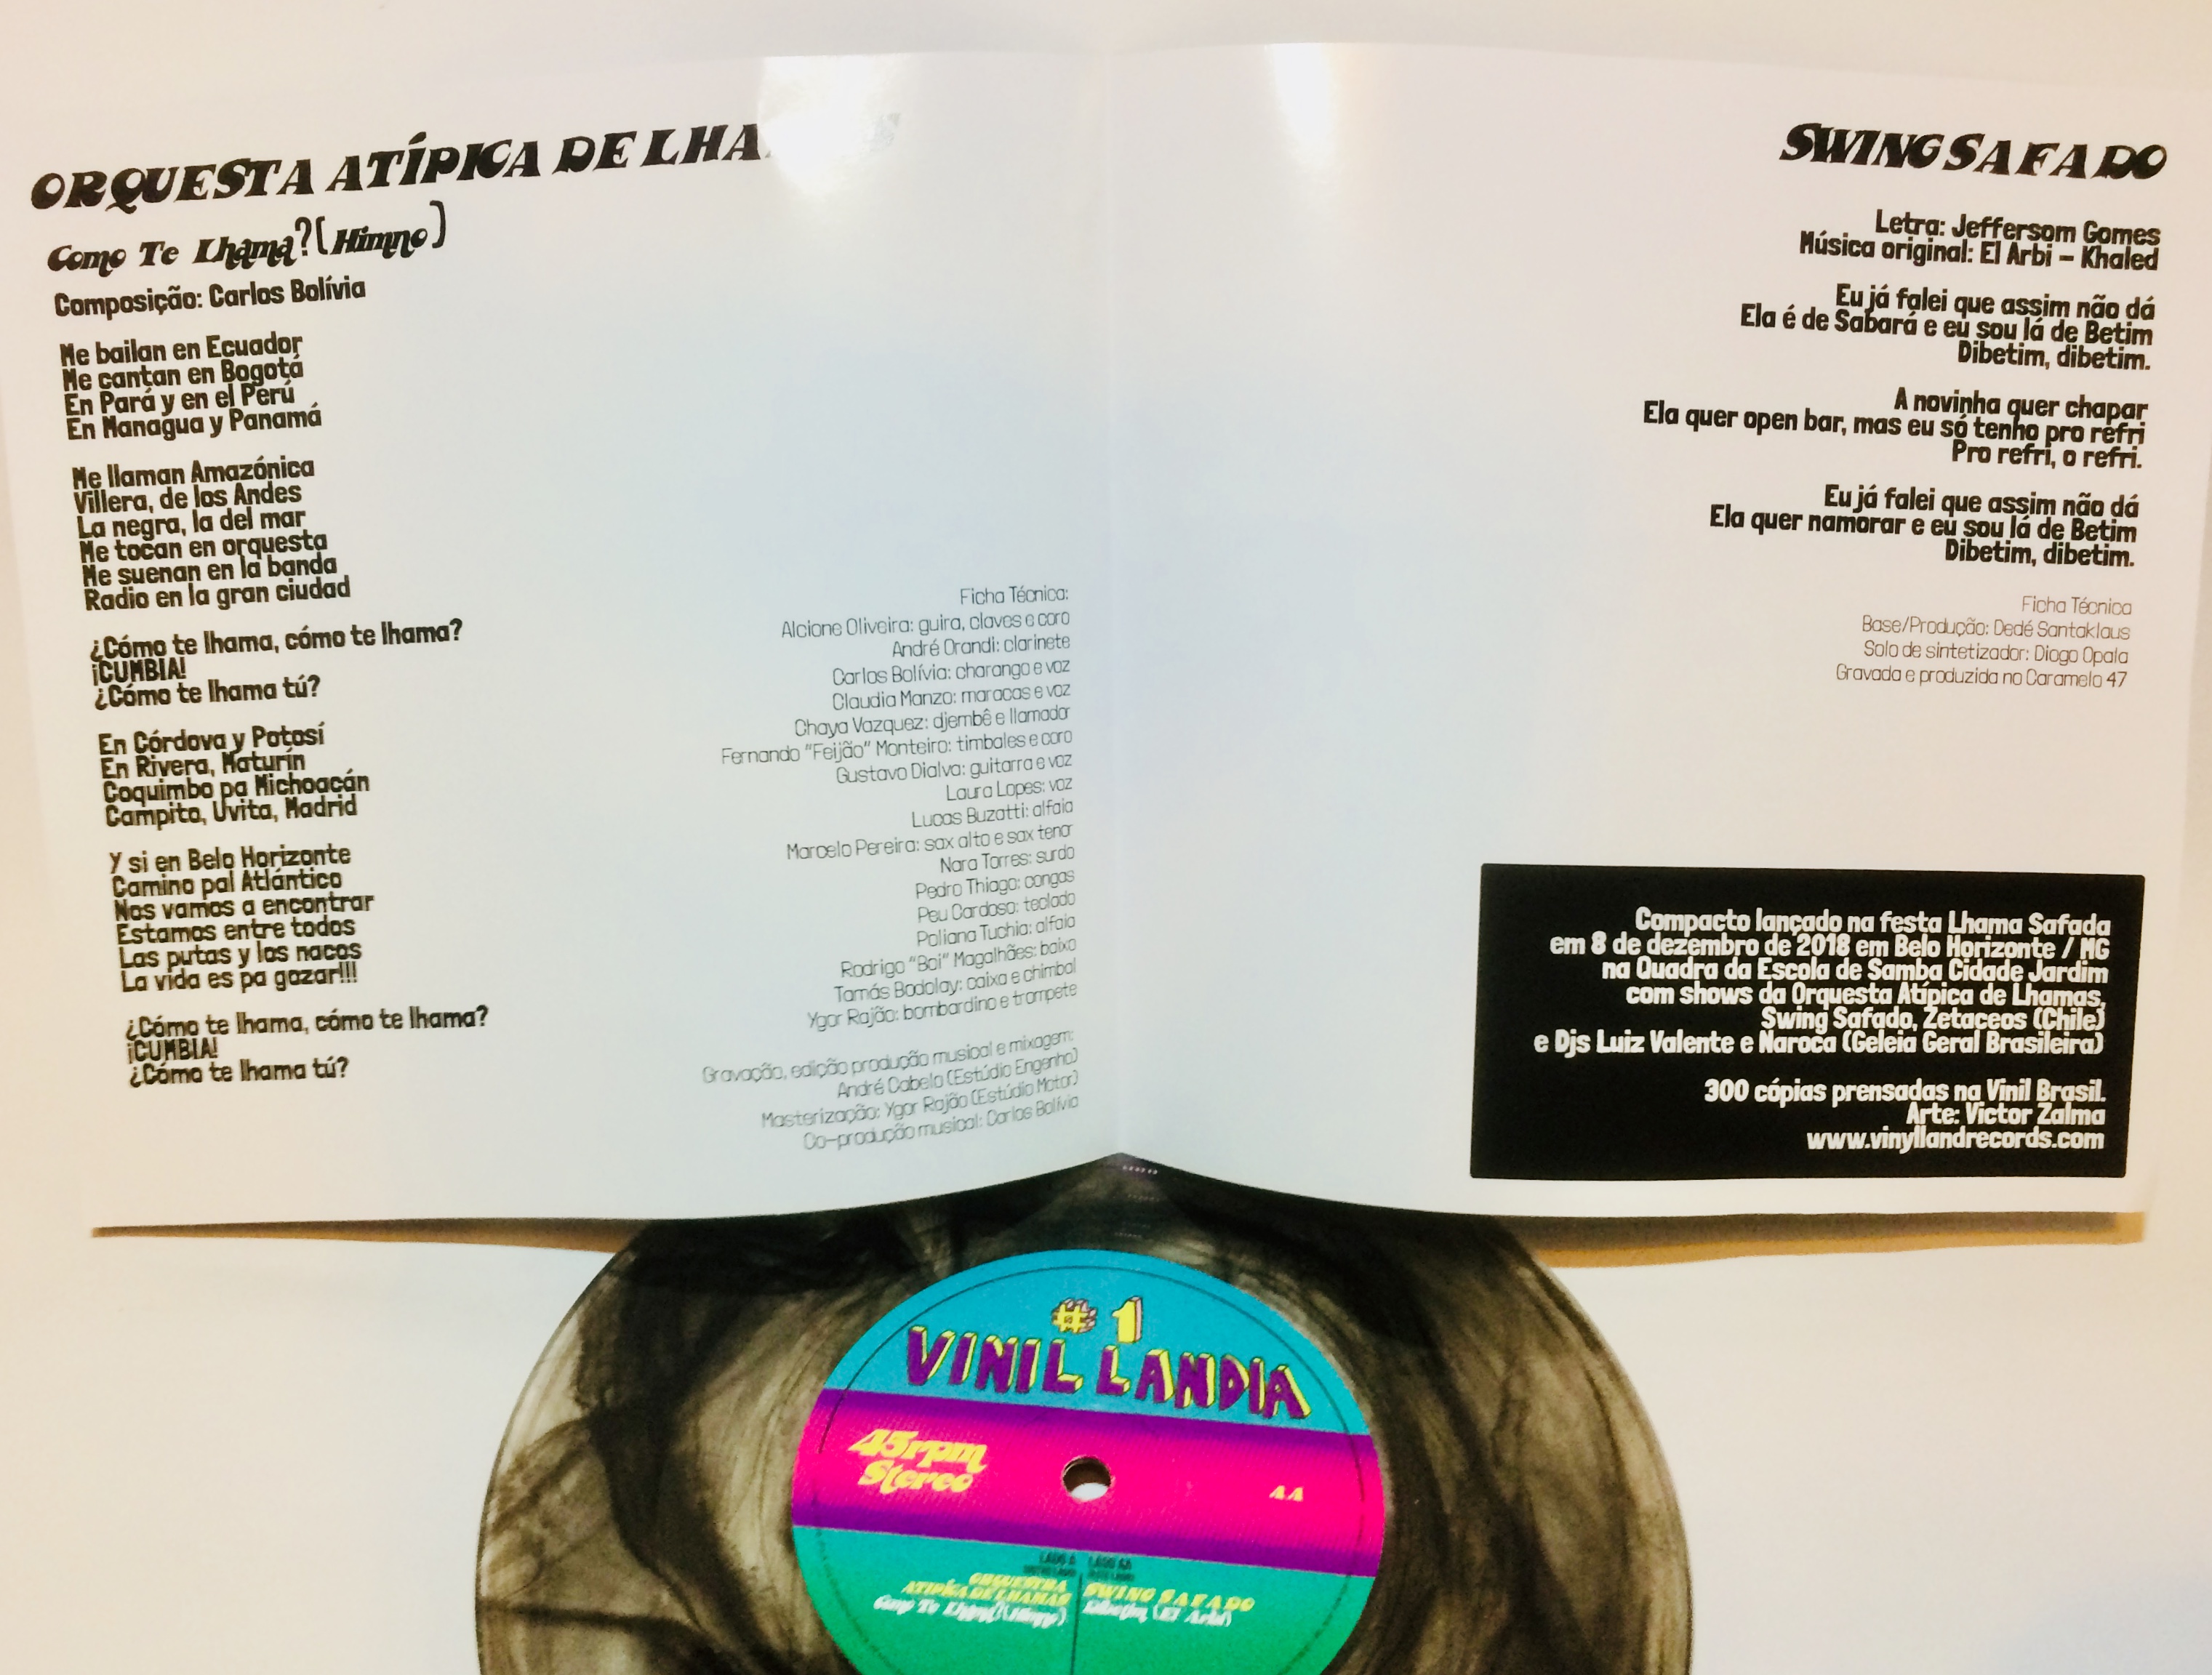 ORQUESTA ATÍPICA DE
Como Te Lhama? (Himno)
Composição: Carlos Bolívia
Me bailan en Ecuador
Me cantan en Bogotá
En Pará y en el Perú
En Managua y Panamá
Me llaman Amazónica
Villera, de los Andes
La negra, la del mar
Me tocan en orquesta
Me suenan en la banda
Radio en la gran ciudad
¿Cómo te lhama, cómo te lhama?
¡CUMBIA!
¿Cómo te lhama tú?
En Córdova y Potosí
En Rivera, Maturín
Coquimbo pa Michoacán
Campito, Uvita, Madrid
Y si en Belo Horizonte
Camino pal Atlántico
Nos vamos a encontrar
Estamos entre todos
Las putas y los nacos
La vida es pa gozar!!!
¿Cómo te lhama, cómo te lhama?
¡CUMBIA!
¿Cómo te lhama tú?
Ficha Técnica:
Alcione Oliveira: guira, claves e coro
André Orandi: clarinete
Carlos Bolívia: charango e voz
Claudia Manzo: maracas e voz
Chaya Vazquez: djembê e llamador
Fernando "Feijão" Monteiro: timbales e coro
Gustavo Dialva: guitarra e voz
Laura Lopes: voz
Lucas Buzatti: alfaia
Marcelo Pereira: sax alto e sax tenor
Nara Torres: surdo
Pedro Thiago: congas
Peu Cardoso: teclado
Poliana Tuchia: alfaia
Rodrigo "Boi" Magalhães: baixo
Tamás Bodolay: caixa e chimbal
Ygor Rajão: bombardino e trompete
Gravação, edição produção musical e mixagem:
André Cabelo (Estúdio Engenho)
Masterização: Ygor Rajão (Estúdio Motor)
Co-produção musical: Carlos Bolívia
SWING SAFADO
Letra: Jeffersom Gomes
Música original: El Arbi - Khaled
Eu já falei que assim não dá
Ela é de Sabará e eu sou lá de Betim
Dibetim, dibetim.
A novinha quer chapar
Ela quer open bar, mas eu só tenho pro refri
Pro refri, o refri.
Eu já falei que assim não dá
Ela quer namorar e eu sou lá de Betim
Dibetim, dibetim.
Ficha Técnica
Base/Produção: Dedé Santaklaus
Solo de sintetizador: Diogo Opala
Gravada e produzida no Caramelo 47
Compacto lançado na festa Lhama Safada
em 8 de dezembro de 2018 em Belo Horizonte / MG
na Quadra da Escola de Samba Cidade Jardim
com shows da Orquesta Atípica de Lhamas,
Swing Safado, Zetaceos (Chile)
e Djs Luiz Valente e Naroca (Geleia Geral Brasileira)
300 cópias prensadas na Vinil Brasil.
Arte: Victor Zalma
www.vinyllandrecords.com
# 1
VINIL LANDIA
45rpm
Stereo
AA
LADO A
LADO AA
ORQUESTRA
ATIPÍCA DE LHAMAS
Como Te Lhama? (Himno)
SWING SAFADO
Dibetim (El Arbi)